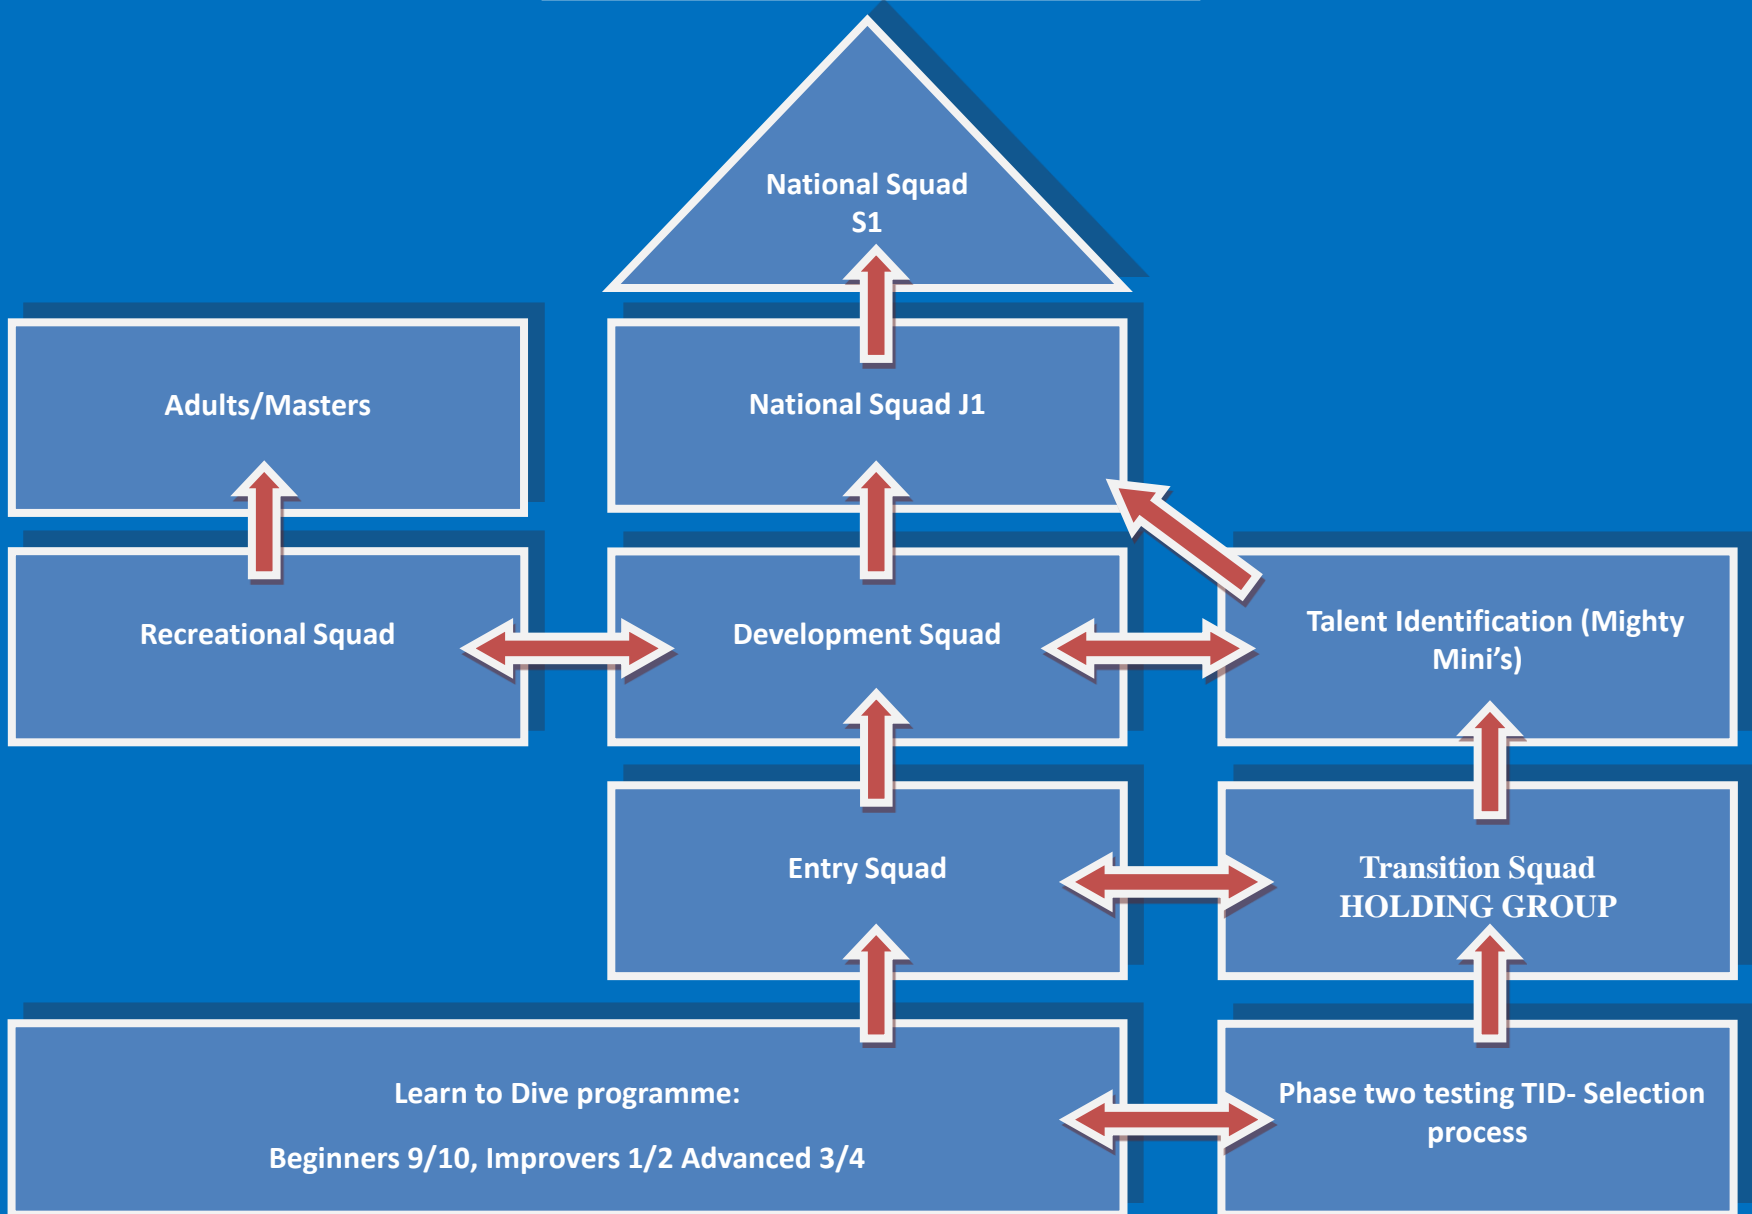 National Squad
S1
Adults/Masters
National Squad J1
Recreational Squad
Development Squad
Talent Identification (Mighty
Mini’s)
Entry Squad
Transition Squad
HOLDING GROUP
Learn to Dive programme:
Beginners 9/10, Improvers 1/2 Advanced 3/4
Phase two testing TID- Selection
process